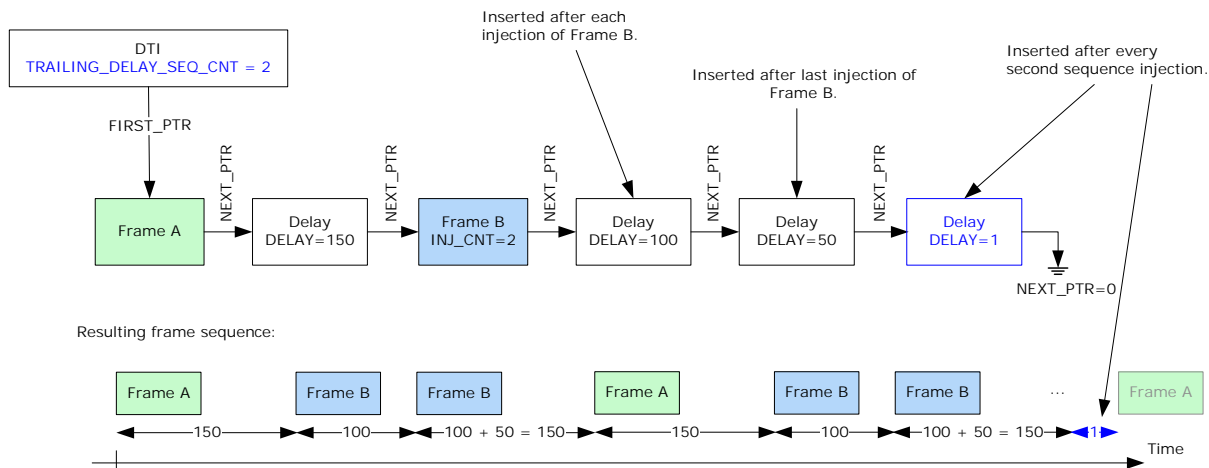 Inserted after each
injection of Frame B.
DTI
TRAILING_DELAY_SEQ_CNT = 2
Inserted after last injection of
Frame B.
Inserted after every
second sequence injection.
FIRST_PTR
NEXT_PTR
NEXT_PTR
NEXT_PTR
NEXT_PTR
NEXT_PTR
Frame A
Delay
DELAY=150
Frame B
INJ_CNT=2
Delay
DELAY=100
Delay
DELAY=50
Delay
DELAY=1
NEXT_PTR=0
Resulting frame sequence:
Frame A
Frame B
Frame B
Frame A
Frame B
Frame B
...
Frame A
150
100
100 + 50 = 150
150
100
100 + 50 = 150
1
Time